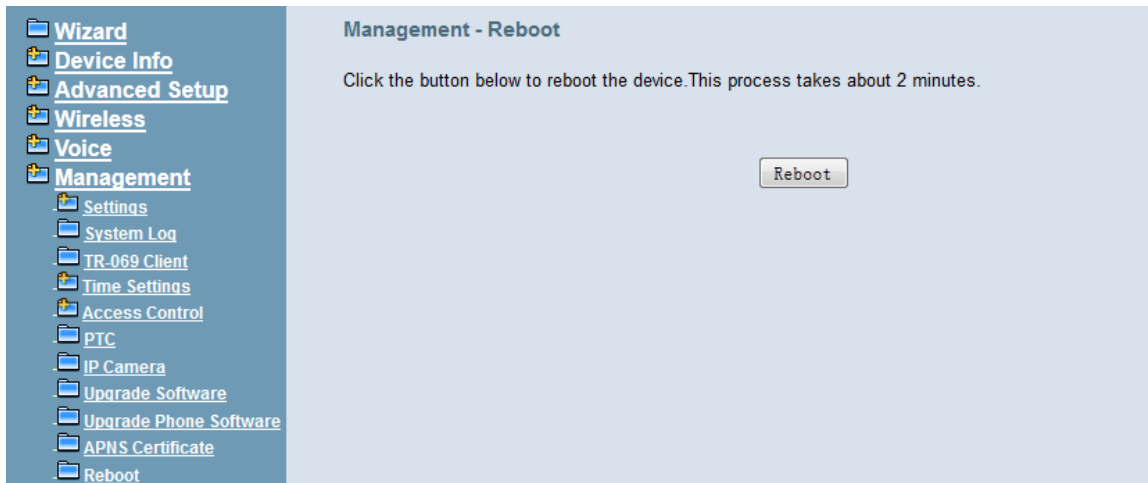 Wizard
Device Info
Advanced Setup
Wireless
Voice
Management
Settings
System Log
TR-069 Client
Time Settings
Access Control
PTC
IP Camera
Upgrade Software
Upgrade Phone Software
APNS Certificate
Reboot
Management - Reboot
Click the button below to reboot the device.This process takes about 2 minutes.
Reboot